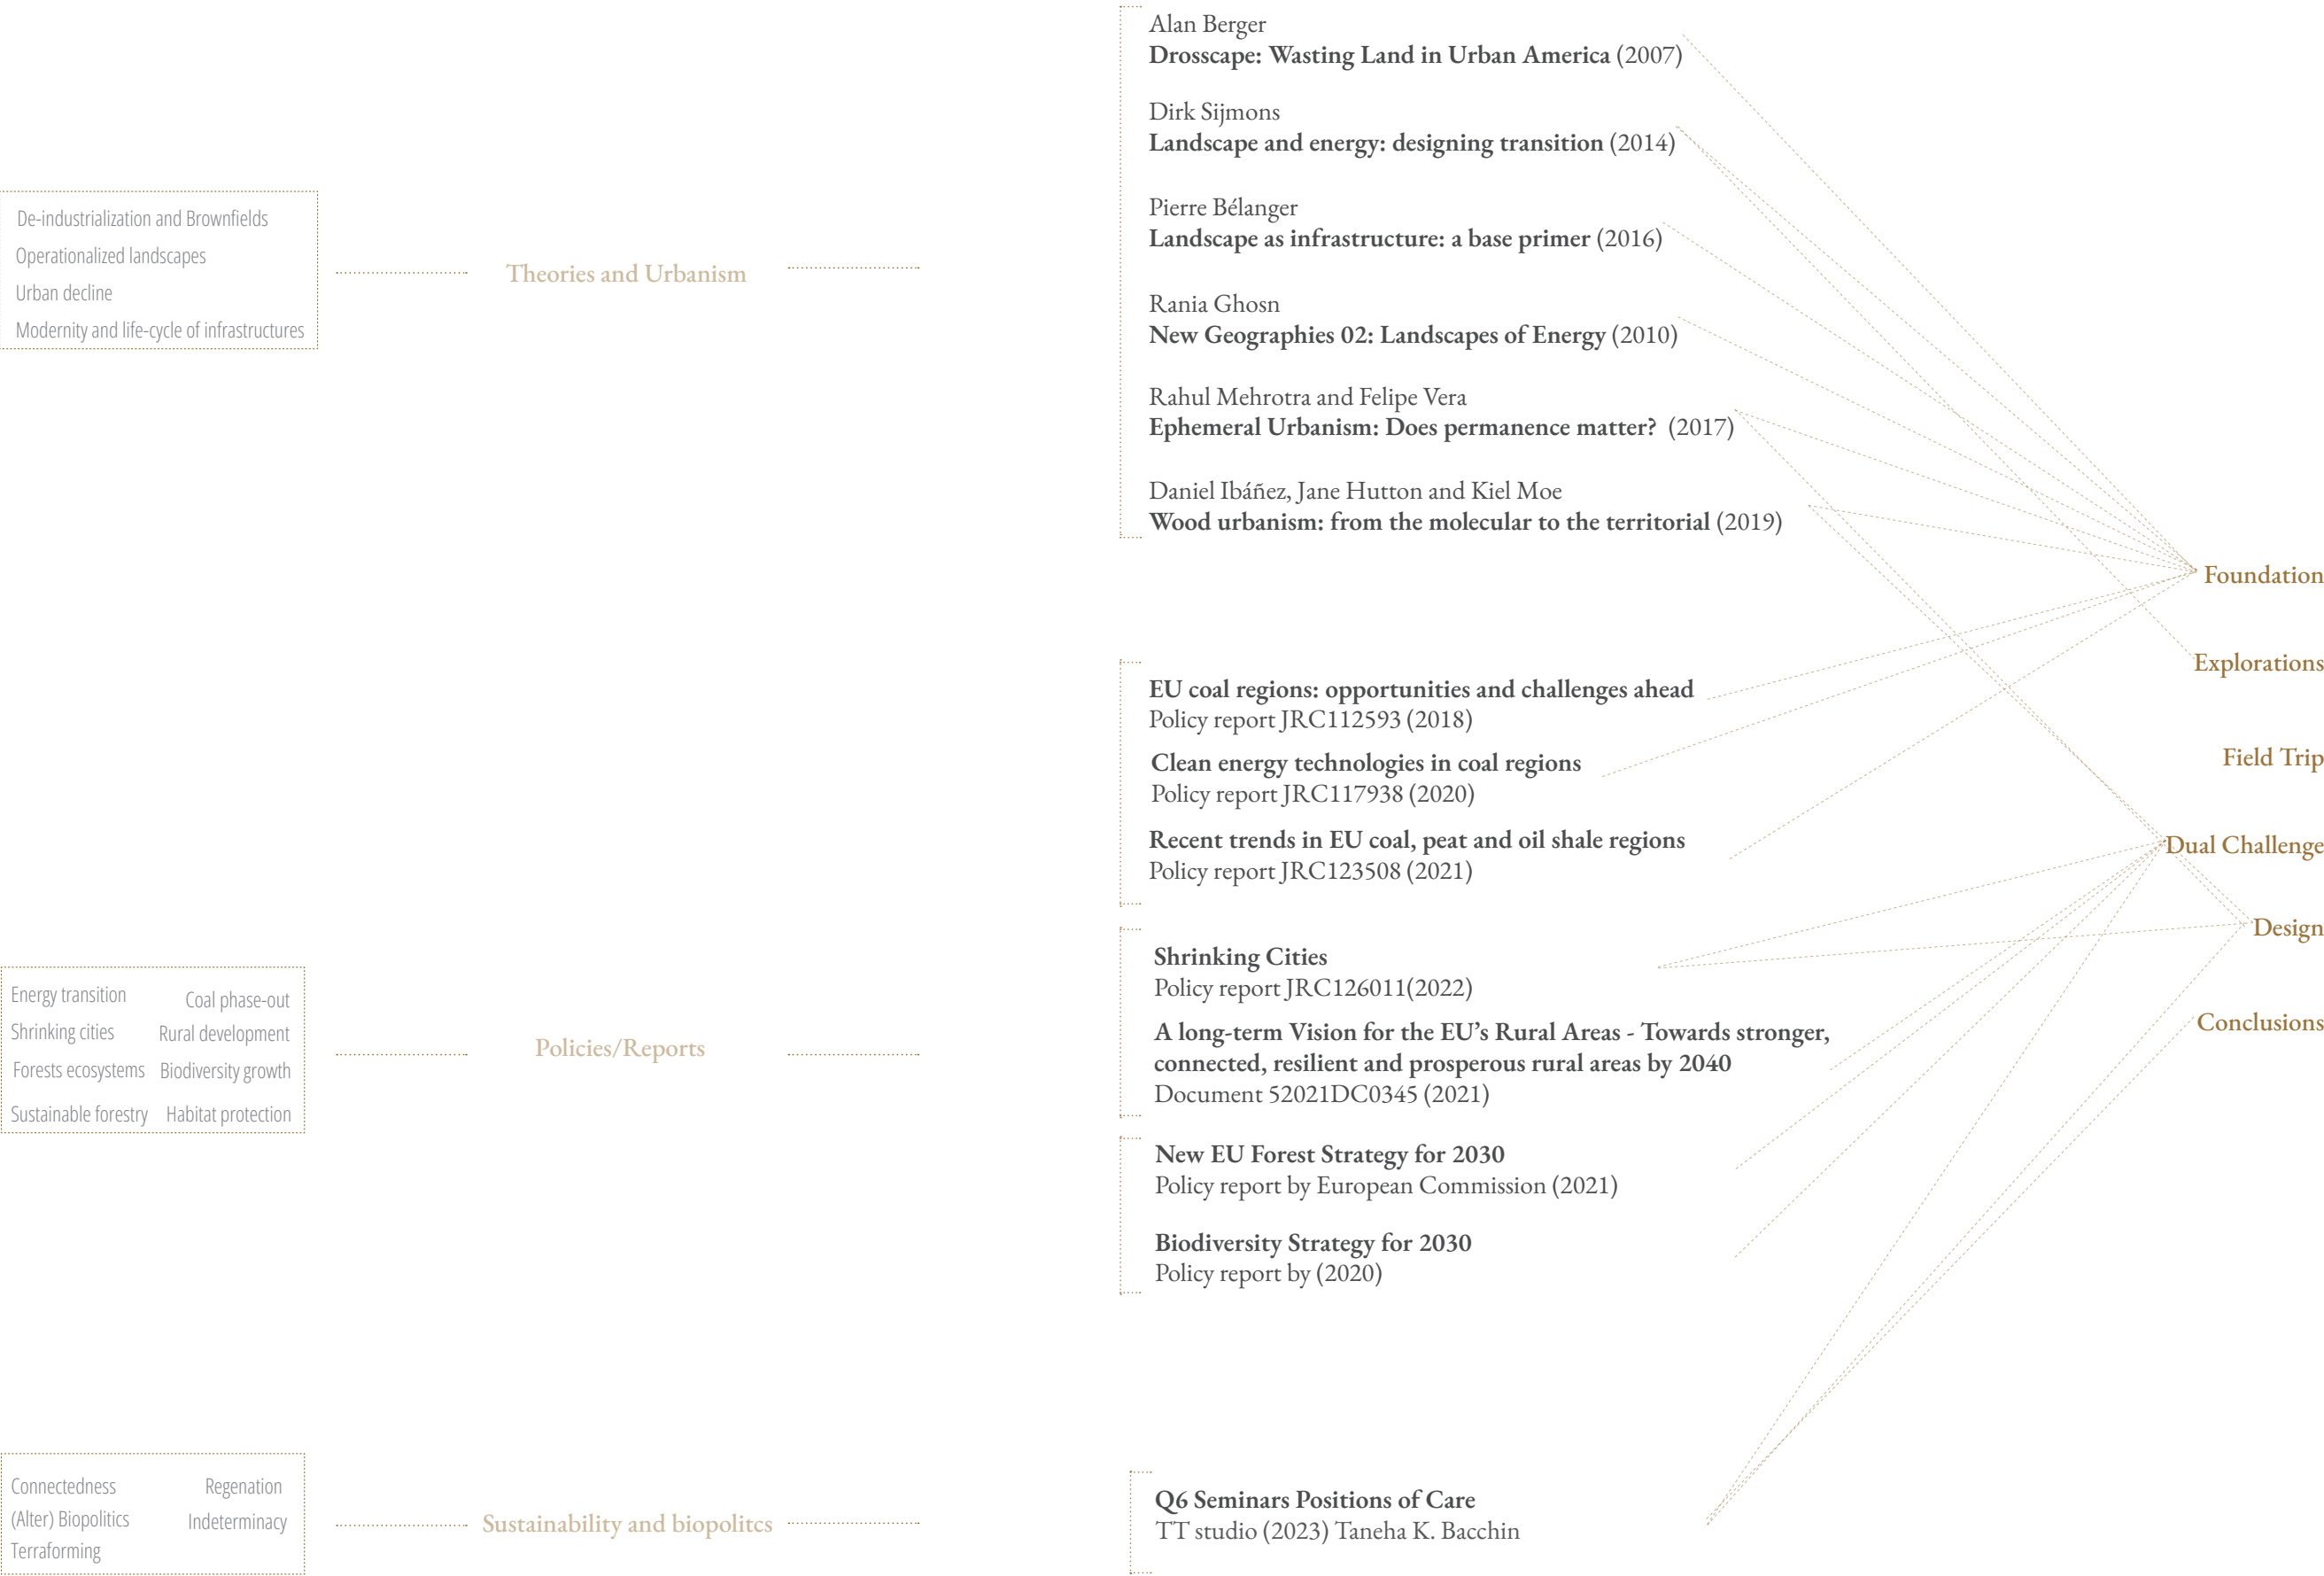 De-industrialization and Brownfields
Operationalized landscapes
Urban decline
Modernity and life-cycle of infrastructures
Theories and Urbanism
Alan Berger
Drosscape: Wasting Land in Urban America (2007)
Dirk Sijmons
Landscape and energy: designing transition (2014)
Pierre Bélanger
Landscape as infrastructure: a base primer (2016)
Rania Ghosn
New Geographies 02: Landscapes of Energy (2010)
Rahul Mehrotra and Felipe Vera
Ephemeral Urbanism: Does permanence matter? (2017)
Daniel Ibáñez, Jane Hutton and Kiel Moe
Wood urbanism: from the molecular to the territorial (2019)
Energy transition
Coal phase-out
Shrinking cities
Rural development
Forests ecosystems
Biodiversity growth
Sustainable forestry
Habitat protection
Policies/Reports
EU coal regions: opportunities and challenges ahead
Policy report JRC112593 (2018)
Clean energy technologies in coal regions
Policy report JRC117938 (2020)
Recent trends in EU coal, peat and oil shale regions
Policy report JRC123508 (2021)
Shrinking Cities
Policy report JRC126011(2022)
A long-term Vision for the EU’s Rural Areas - Towards stronger,
connected, resilient and prosperous rural areas by 2040
Document 52021DC0345 (2021)
New EU Forest Strategy for 2030
Policy report by European Commission (2021)
Biodiversity Strategy for 2030
Policy report by (2020)
Connectedness
Regenation
(Alter) Biopolitics
Indeterminacy
Terraforming
Sustainability and biopolitcs
Q6 Seminars Positions of Care
TT studio (2023) Taneha K. Bacchin
Foundation
Explorations
Field Trip
Dual Challenge
Design
Conclusions